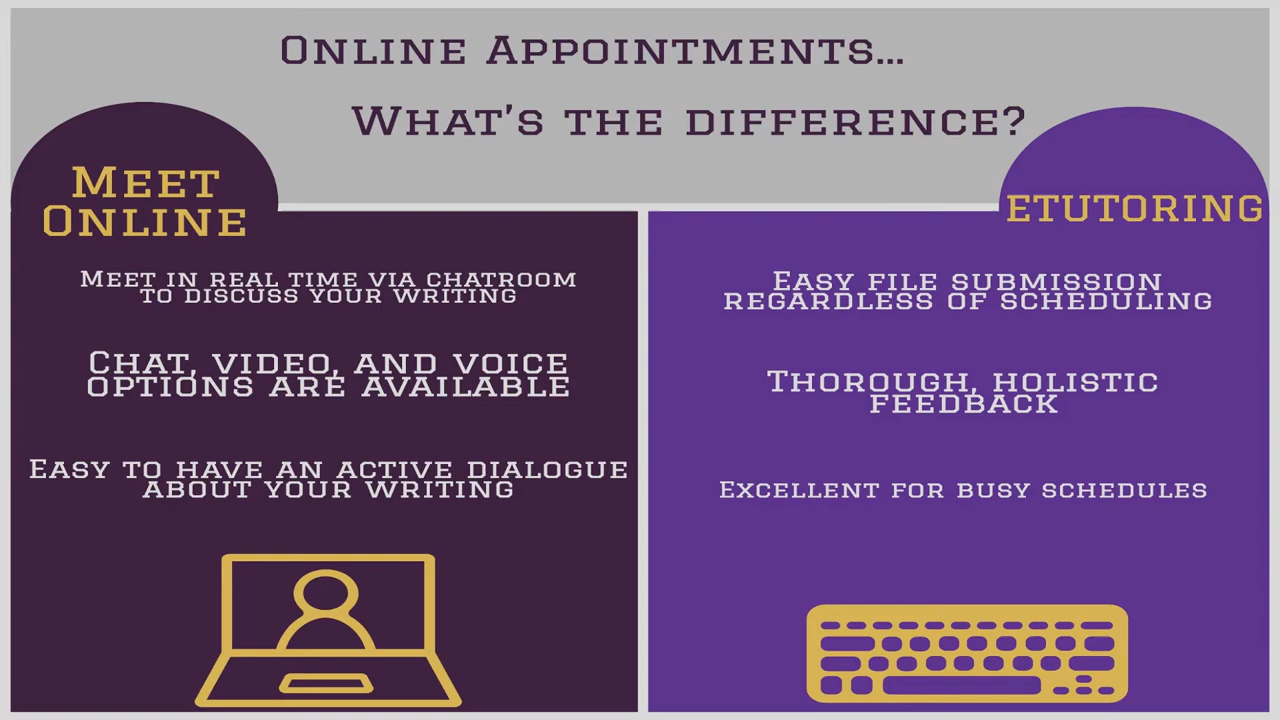 Online Appointments...
What's the difference?
Meet
Online
Meet in real time via chatroom
to discuss your writing
Chat, video, and voice
options are available
Easy to have an active dialogue
about your writing
eTutoring
Easy file submission
regardless of scheduling
Thorough, holistic
feedback
Excellent for busy schedules